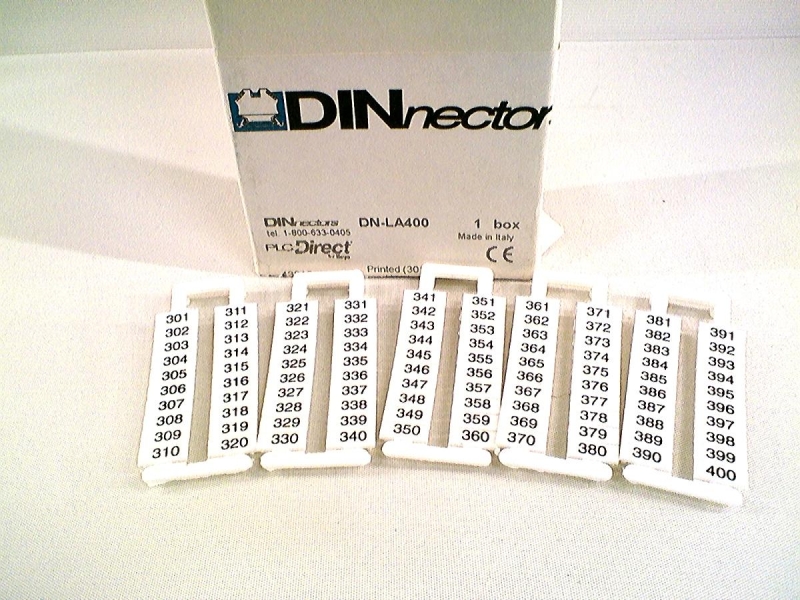 DINnector
DINnectors DN-LA400 1 box
tel. 1-800-633-0405 Made in Italy
PLC Direct CE
Printed (30
301 311 321 331 341 351 361 371 381 391
302 312 322 332 342 352 362 372 382 392
303 313 323 333 343 353 363 373 383 393
304 314 324 334 344 354 364 374 384 394
305 315 325 335 345 355 365 375 385 395
306 316 326 336 346 356 366 376 386 396
307 317 327 337 347 357 367 377 387 397
308 318 328 338 348 358 368 378 388 398
309 319 329 339 349 359 369 379 389 399
310 320 330 340 350 360 370 380 390 400